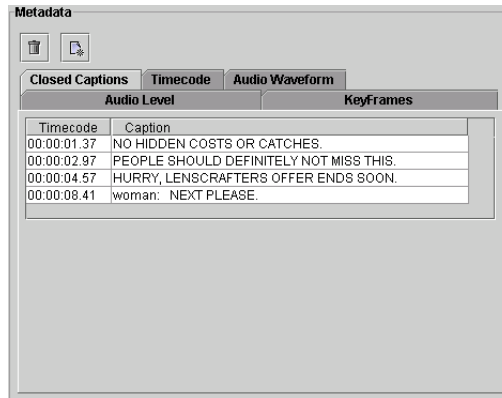 Metadata
Closed Captions Timecode Audio Waveform
Audio Level KeyFrames
Timecode Caption
00:00:01.37 NO HIDDEN COSTS OR CATCHES.
00:00:02.97 PEOPLE SHOULD DEFINITELY NOT MISS THIS.
00:00:04.57 HURRY, LENSCRAFTERS OFFER ENDS SOON.
00:00:08.41 woman: NEXT PLEASE.